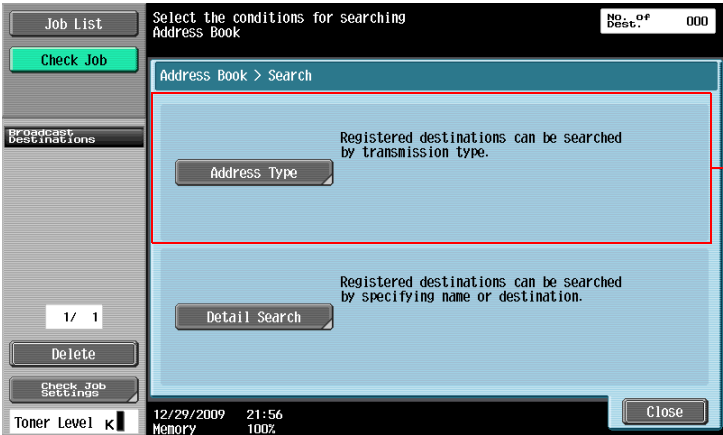 Job List
Check Job
Select the conditions for searching
Address Book
No. of
Dest.
000
Address Book > Search
Broadcast
Destinations
Registered destinations can be searched
by transmission type.
Address Type
Registered destinations can be searched
by specifying name or destination.
Detail Search
1/ 1
Delete
Check Job
Settings
Toner Level K
12/29/2009 21:56
Memory 100%
Close